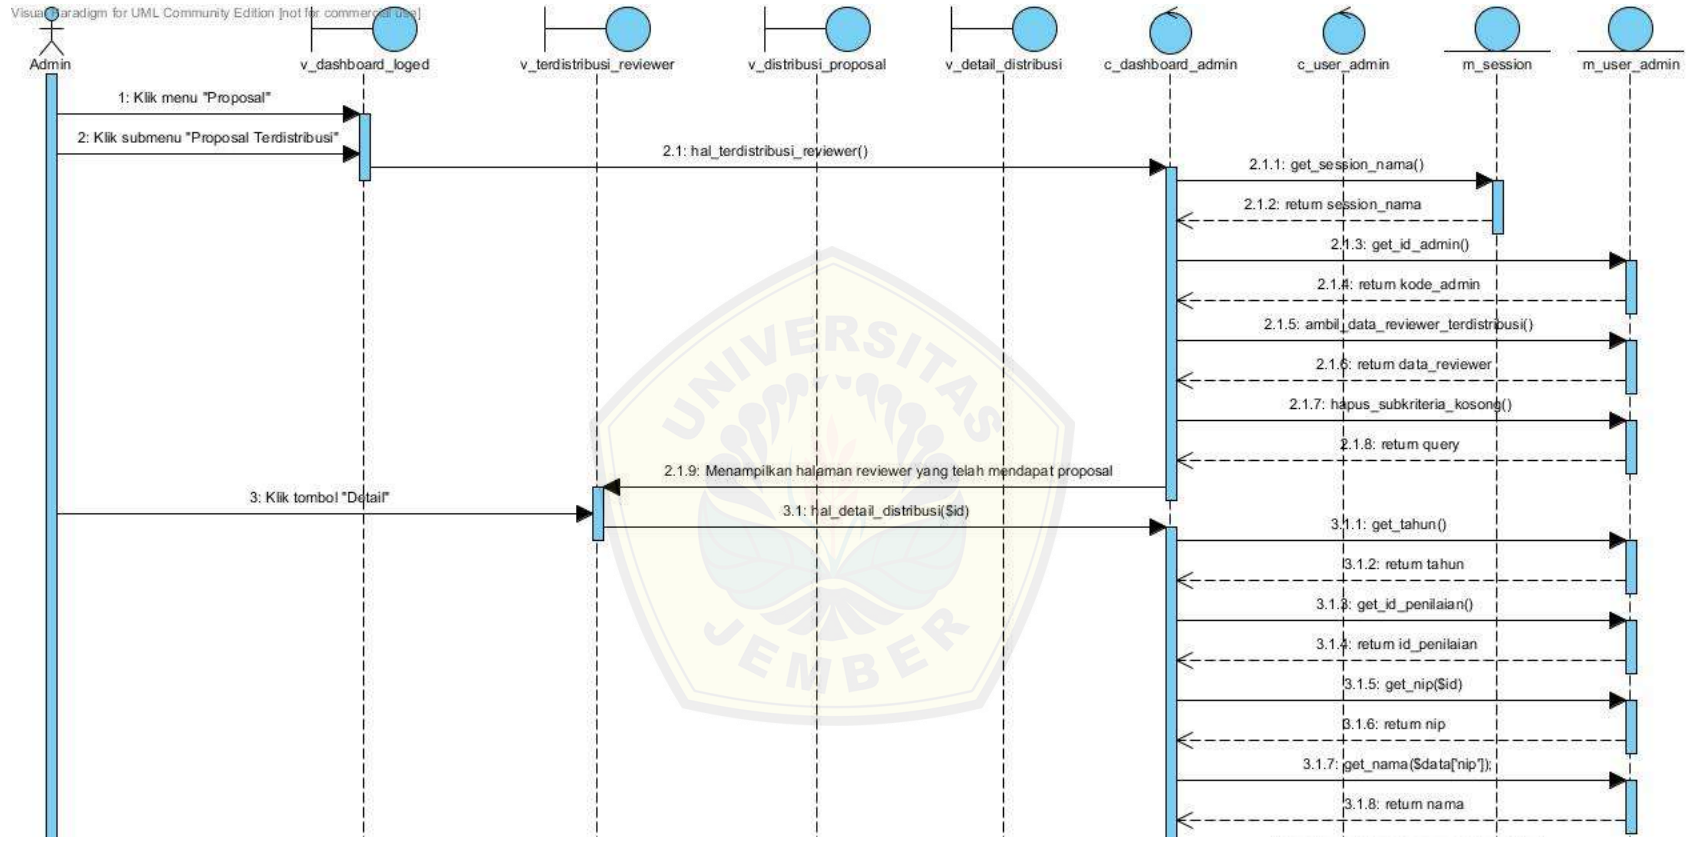 Visual Paradigm for UML Community Edition [not for commercial use]
Admin
v_dashboard_loged
v_terdistribusi_reviewer
v_distribusi_proposal
v_detail_distribusi
c_dashboard_admin
c_user_admin
m_session
m_user_admin
1: Klik menu "Proposal"
2: Klik submenu "Proposal Terdistribusi"
2.1: hal_terdistribusi_reviewer()
2.1.1: get_session_nama()
2.1.2: return session_nama
2.1.3: get_id_admin()
2.1.4: return kode_admin
2.1.5: ambil_data_reviewer_terdistribusi()
2.1.6: return data_reviewer
2.1.7: hapus_subkriteria_kosong()
2.1.8: return query
2.1.9: Menampilkan halaman reviewer yang telah mendapat proposal
3: Klik tombol "Detail"
3.1: hal_detail_distribusi($id)
3.1.1: get_tahun()
3.1.2: return tahun
3.1.3: get_id_penilaian()
3.1.4: return id_penilaian
3.1.5: get_nip($id)
3.1.6: return nip
3.1.7: get_nama($data['nip']);
3.1.8: return nama
UNIVERSITAS
JEMBER